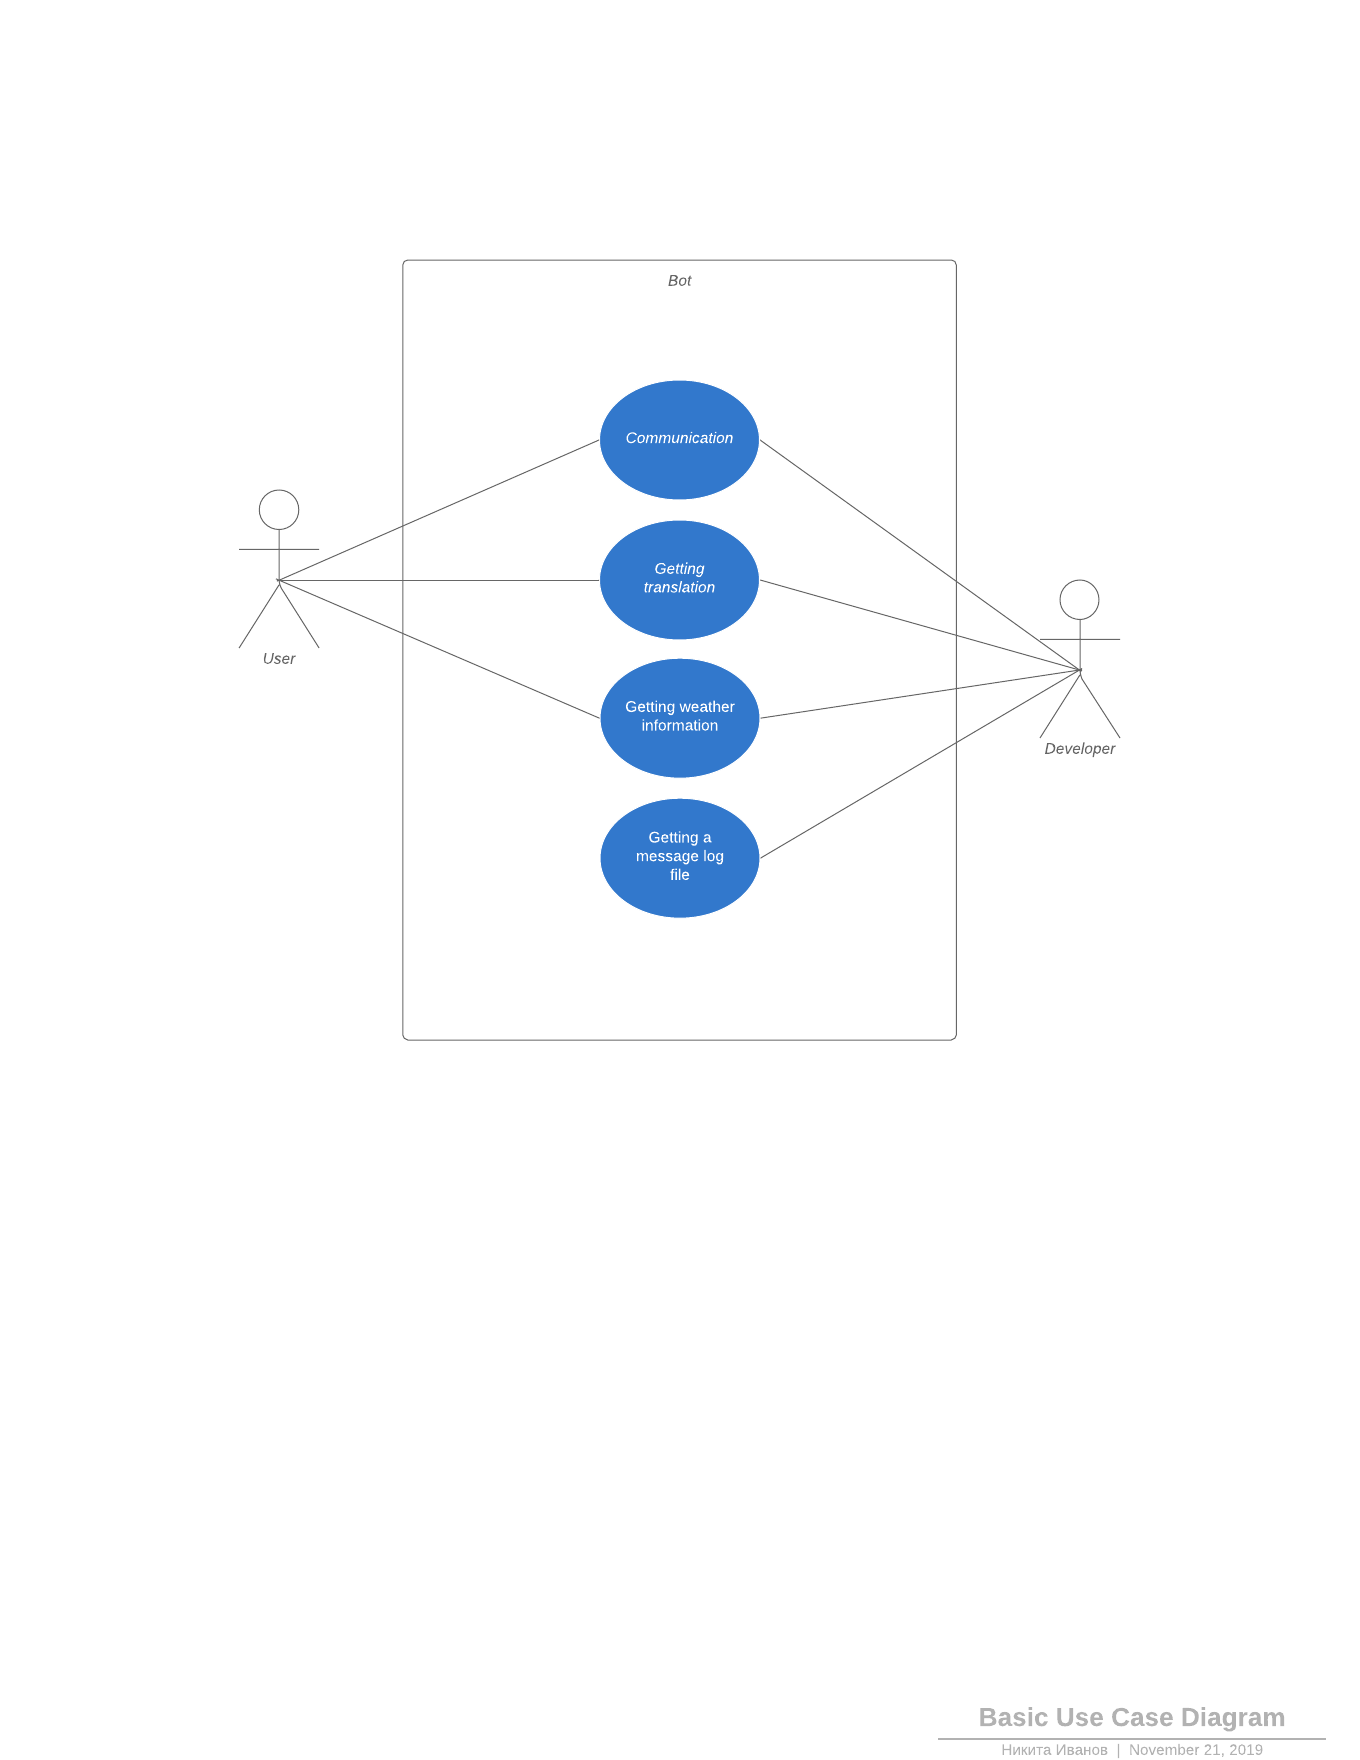 Bot
Communication
Getting
translation
User
Getting weather
information
Developer
Getting a
message log
file
Basic Use Case Diagram
Никита Иванов | November 21, 2019